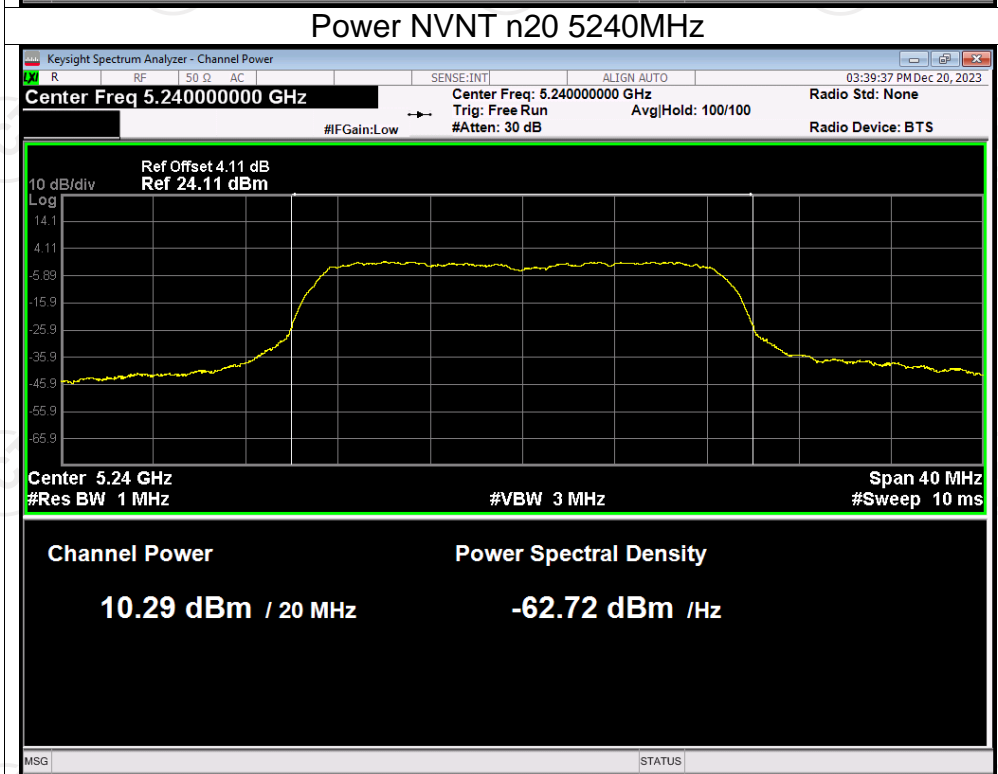 Power NVNT n20 5240MHz
Keysight Spectrum Analyzer - Channel Power
LXI R RF 50 Ω AC SENSE:INT ALIGN AUTO 03:39:37 PM Dec 20, 2023
Center Freq 5.240000000 GHz Center Freq: 5.240000000 GHz Radio Std: None
Trig: Free Run Avg|Hold: 100/100
#IFGain:Low #Atten: 30 dB Radio Device: BTS
Ref Offset 4.11 dB
10 dB/div Ref 24.11 dBm
Log
14.1
4.11
-5.89
-15.9
-25.9
-35.9
-45.9
-55.9
-65.9
Center 5.24 GHz Span 40 MHz
#Res BW 1 MHz #VBW 3 MHz #Sweep 10 ms
Channel Power Power Spectral Density
10.29 dBm / 20 MHz -62.72 dBm /Hz
MSG STATUS